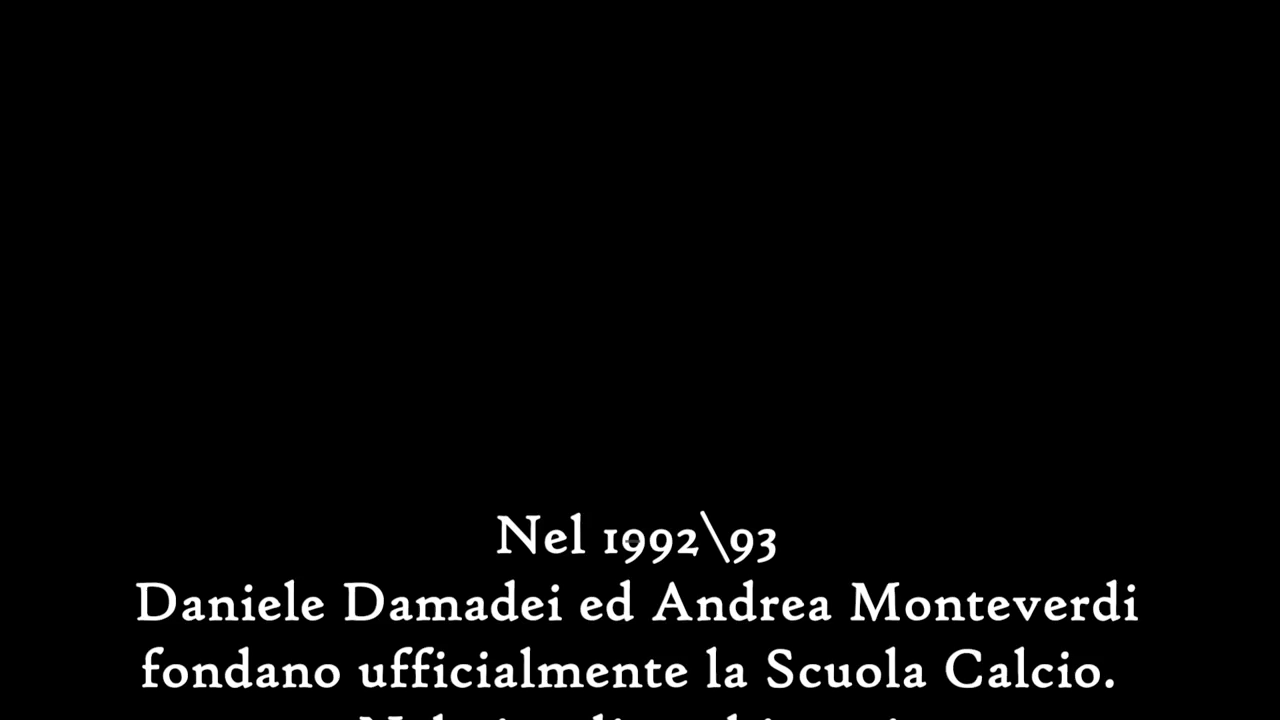 Nel 1992\93
Daniele Damadei ed Andrea Monteverdi
fondano ufficialmente la Scuola Calcio.